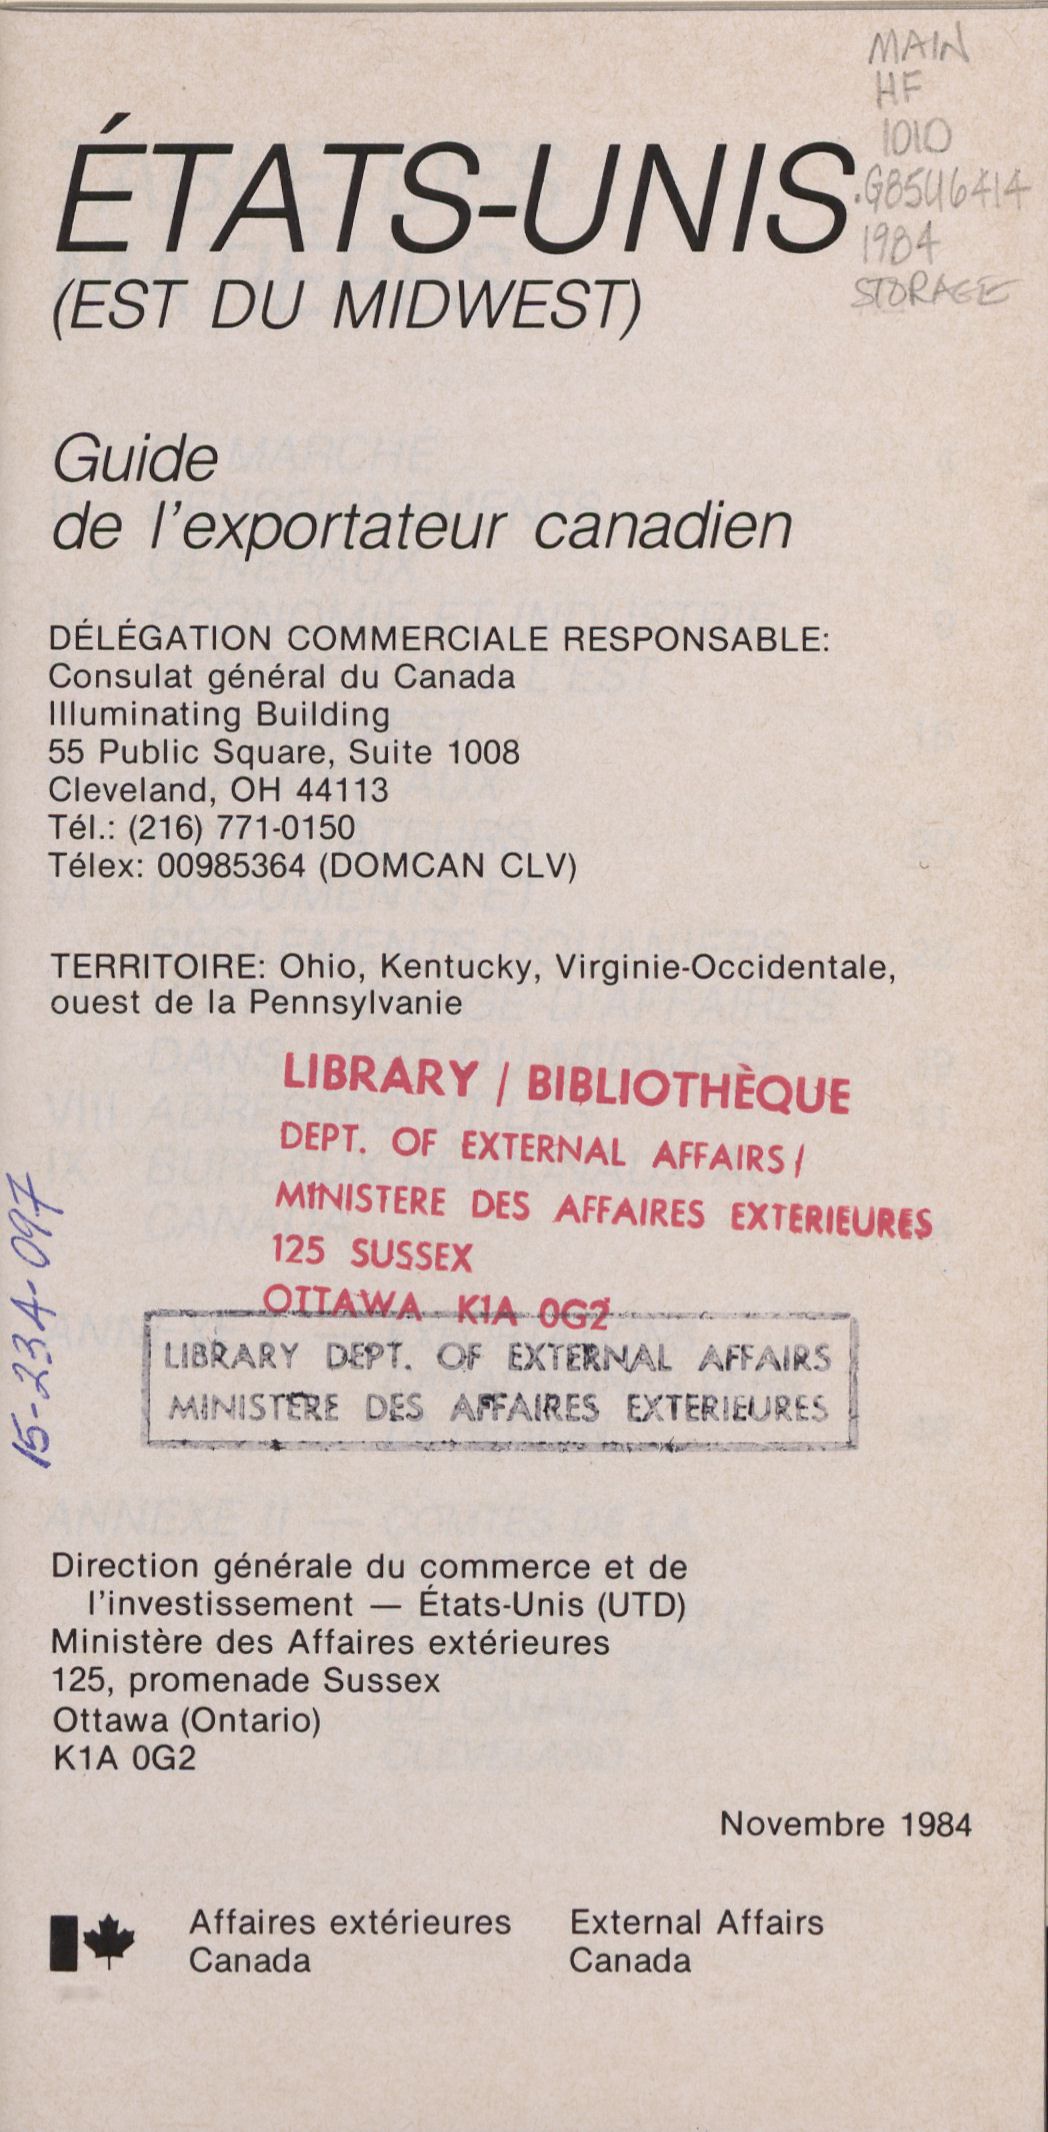 MAIN
HF
1010
.G85U6414
1984
STORAGE
ÉTATS-UNIS
(EST DU MIDWEST)
Guide
de l'exportateur canadien
DÉLÉGATION COMMERCIALE RESPONSABLE:
Consulat général du Canada
Illuminating Building
55 Public Square, Suite 1008
Cleveland, OH 44113
Tél.: (216) 771-0150
Télex: 00985364 (DOMCAN CLV)
TERRITOIRE: Ohio, Kentucky, Virginie-Occidentale,
ouest de la Pennsylvanie
LIBRARY / BIBLIOTHÈQUE
DEPT. OF EXTERNAL AFFAIRS /
MINISTERE DES AFFAIRES EXTERIEURES
125 SUSSEX
OTTAWA K1A 0G2
LIBRARY DEPT. OF EXTERNAL AFFAIRS
MINISTERE DES AFFAIRES EXTERIEURES
15-234-097
Direction générale du commerce et de
l'investissement — États-Unis (UTD)
Ministère des Affaires extérieures
125, promenade Sussex
Ottawa (Ontario)
K1A 0G2
Novembre 1984
Affaires extérieures
Canada
External Affairs
Canada